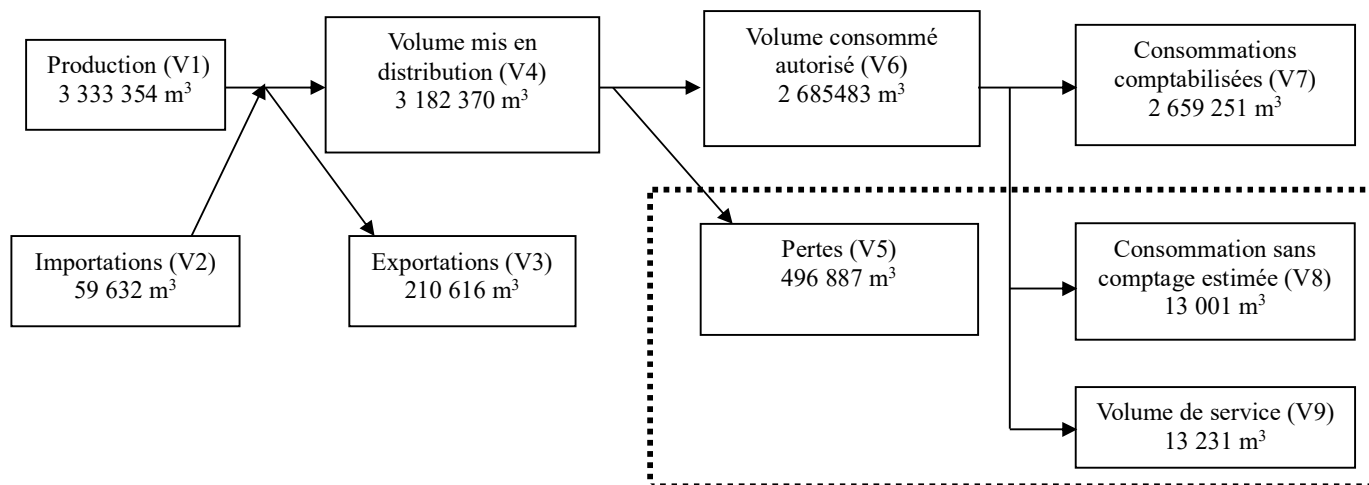 Production (V1)
3 333 354 m³
Volume mis en
distribution (V4)
3 182 370 m³
Volume consommé
autorisé (V6)
2 685483 m³
Consommations
comptabilisées (V7)
2 659 251 m³
Importations (V2)
59 632 m³
Exportations (V3)
210 616 m³
Pertes (V5)
496 887 m³
Consommation sans
comptage estimée (V8)
13 001 m³
Volume de service (V9)
13 231 m³